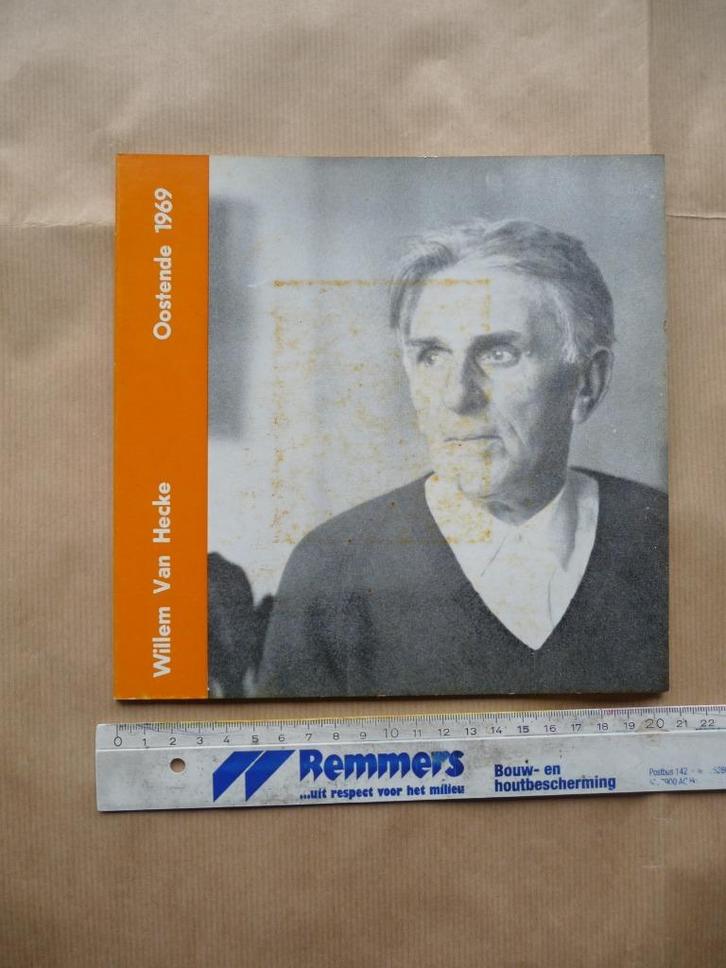 Willem Van Hecke Oostende 1969
0 1 2 3 4 5 6 7 8 9 10 11 12 13 14 15 16 17 18 19 20 21 22
Remmers
...uit respect voor het milieu
Bouw- en
houtbescherming
Postbus 142
7900 AC